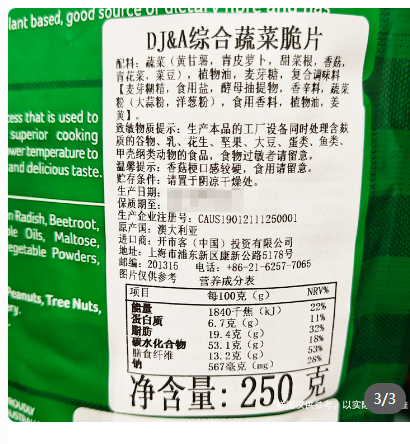 lant based, good source of dietary fibre and has
DJ&A综合蔬菜脆片
配料：蔬菜（黄甘薯，青皮萝卜，甜菜根，香菇，
青花菜，菜豆），植物油，麦芽糖，复合调味料
【麦芽糊精，食用盐，酵母抽提物，香辛料，蔬菜
粉（大蒜粉，洋葱粉），食用香料，植物油，姜
黄】。
致敏物质提示：生产本品的工厂设备同时处理含麸
质的谷物、乳、花生、坚果、大豆、蛋类、鱼类、
甲壳纲类动物的食品，食物过敏者请留意。
温馨提示：香菇梗口感较硬，食用请留意。
贮存条件：请置于阴凉干燥处。
生产日期：
保质期至：
生产企业注册号：CAUS19012111250001
原产国：澳大利亚
进口商：开市客（中国）投资有限公司
地址：上海市浦东新区康新公路5178号
邮编：201315 电话：+86-21-6257-7065
图片仅供参考 营养成分表
项目 每100克（g） NRV%
能量 1840千焦（kJ） 22%
蛋白质 6.7克（g） 11%
脂肪 19.4克（g） 32%
碳水化合物 53.1克（g） 18%
膳食纤维 13.2克（g） 53%
钠 567毫克（mg） 28%
净含量：250 克
cess that is used to
superior cooking
ower temperature to
and delicious taste.
n Radish, Beetroot,
le Oils, Maltose,
egetable Powders,
Peanuts, Tree Nuts,
ry.
PROUDLY
AUSTRALIAN
3/3